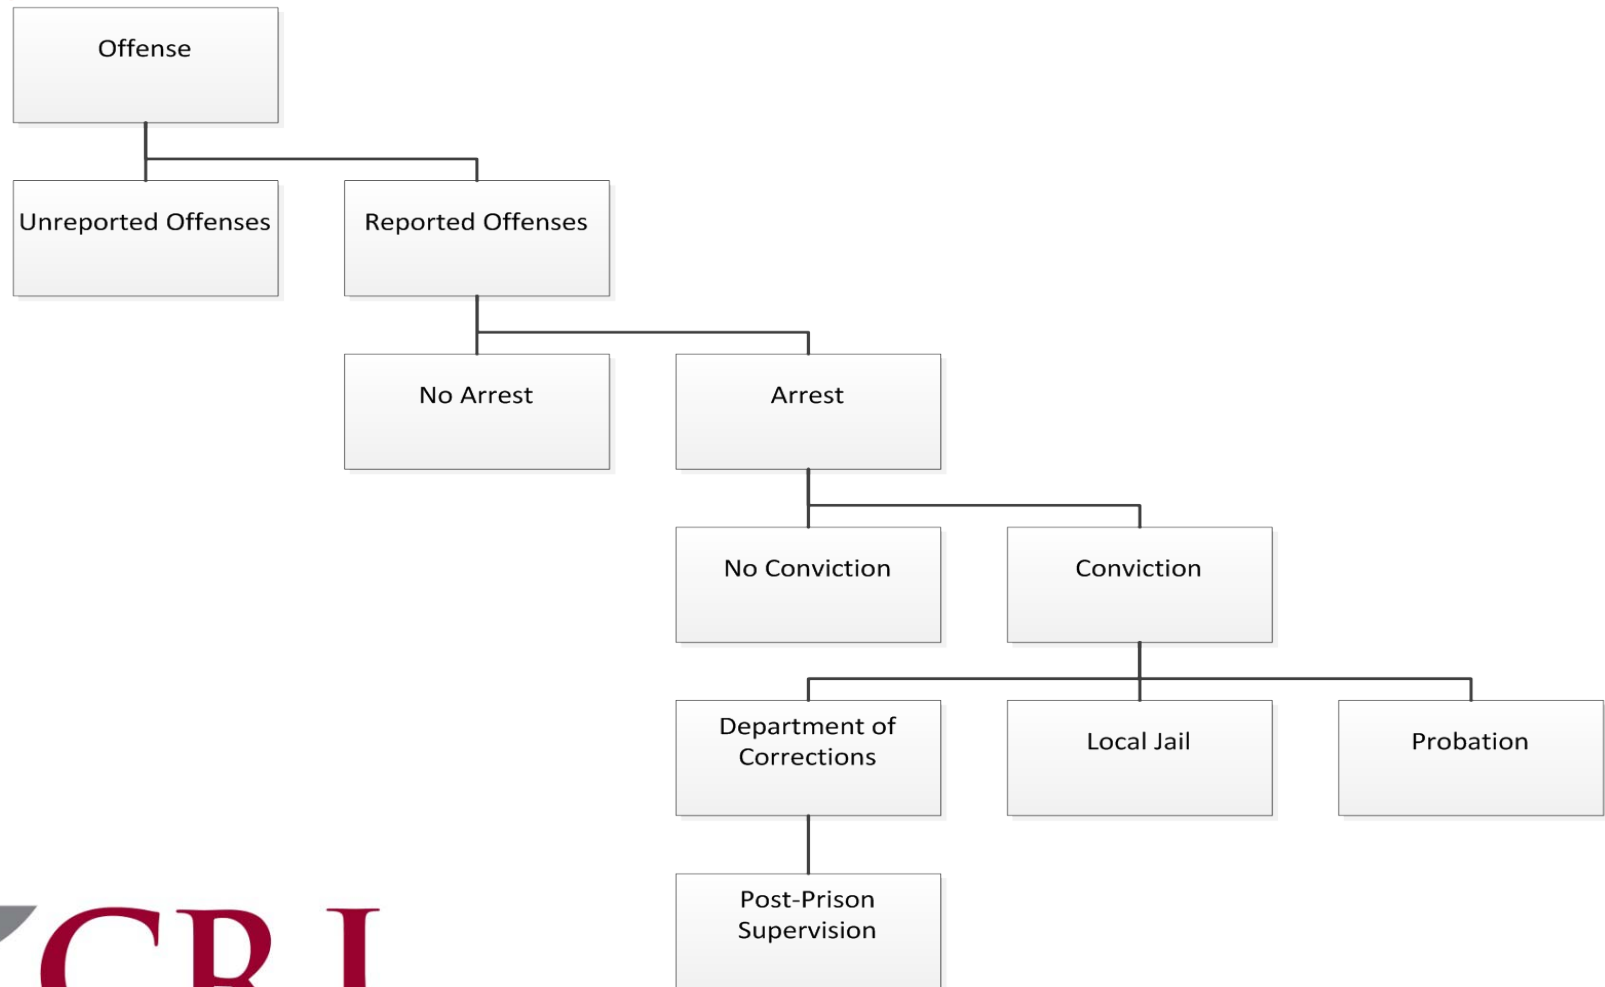 Offense
Unreported Offenses
Reported Offenses
No Arrest
Arrest
No Conviction
Conviction
Department of
Corrections
Local Jail
Probation
Post-Prison
Supervision